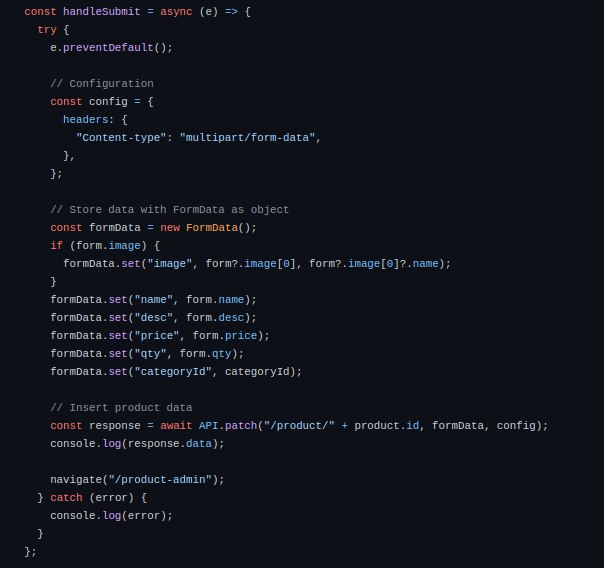 const handleSubmit = async (e) => {
try {
e.preventDefault();
// Configuration
const config = {
headers: {
"Content-type": "multipart/form-data",
},
};
// Store data with FormData as object
const formData = new FormData();
if (form.image) {
formData.set("image", form?.image[0], form?.image[0]?.name);
}
formData.set("name", form.name);
formData.set("desc", form.desc);
formData.set("price", form.price);
formData.set("qty", form.qty);
formData.set("categoryId", categoryId);
// Insert product data
const response = await API.patch("/product/" + product.id, formData, config);
console.log(response.data);
navigate("/product-admin");
} catch (error) {
console.log(error);
}
};